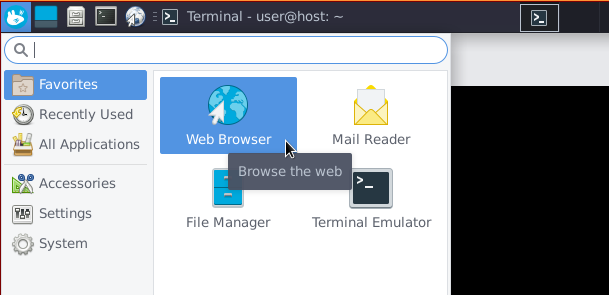 Terminal - user@host: ~
Favorites
Recently Used
All Applications
Accessories
Settings
System
Web Browser
Mail Reader
Browse the web
File Manager
Terminal Emulator